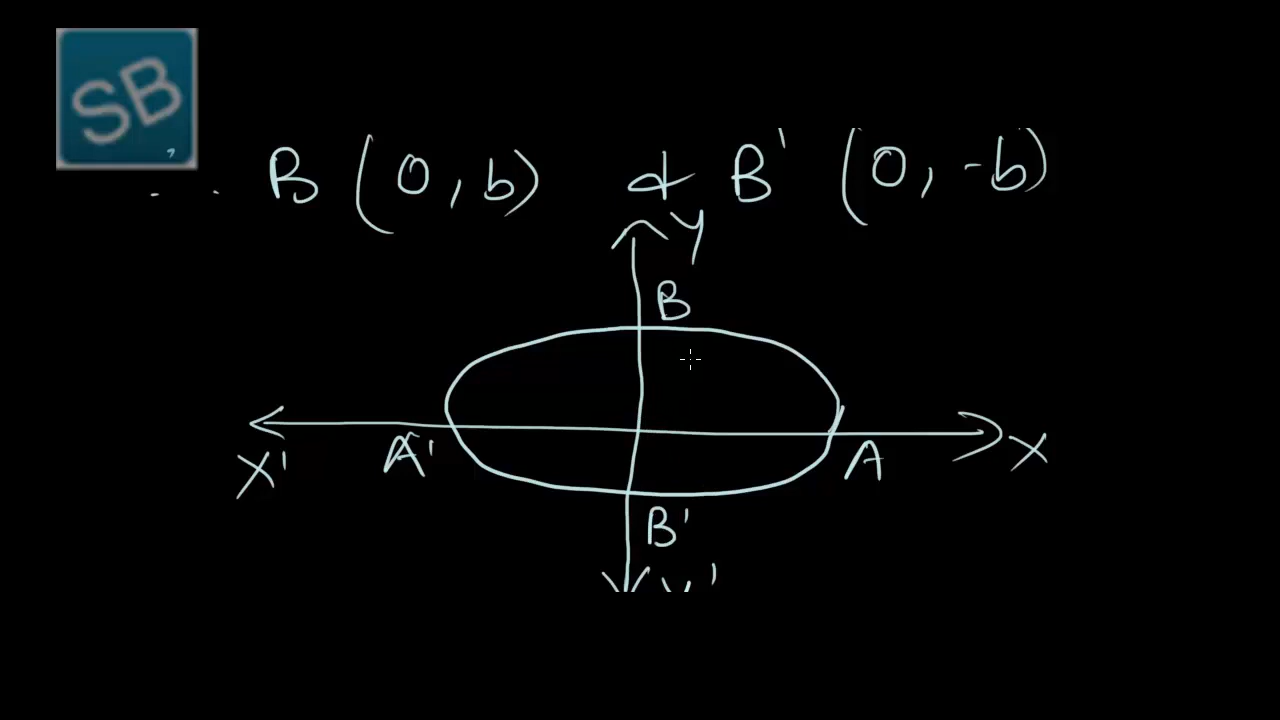 SB
∴ B (0, b) & B' (0, -b)
Y
B
X' A' A X
B'